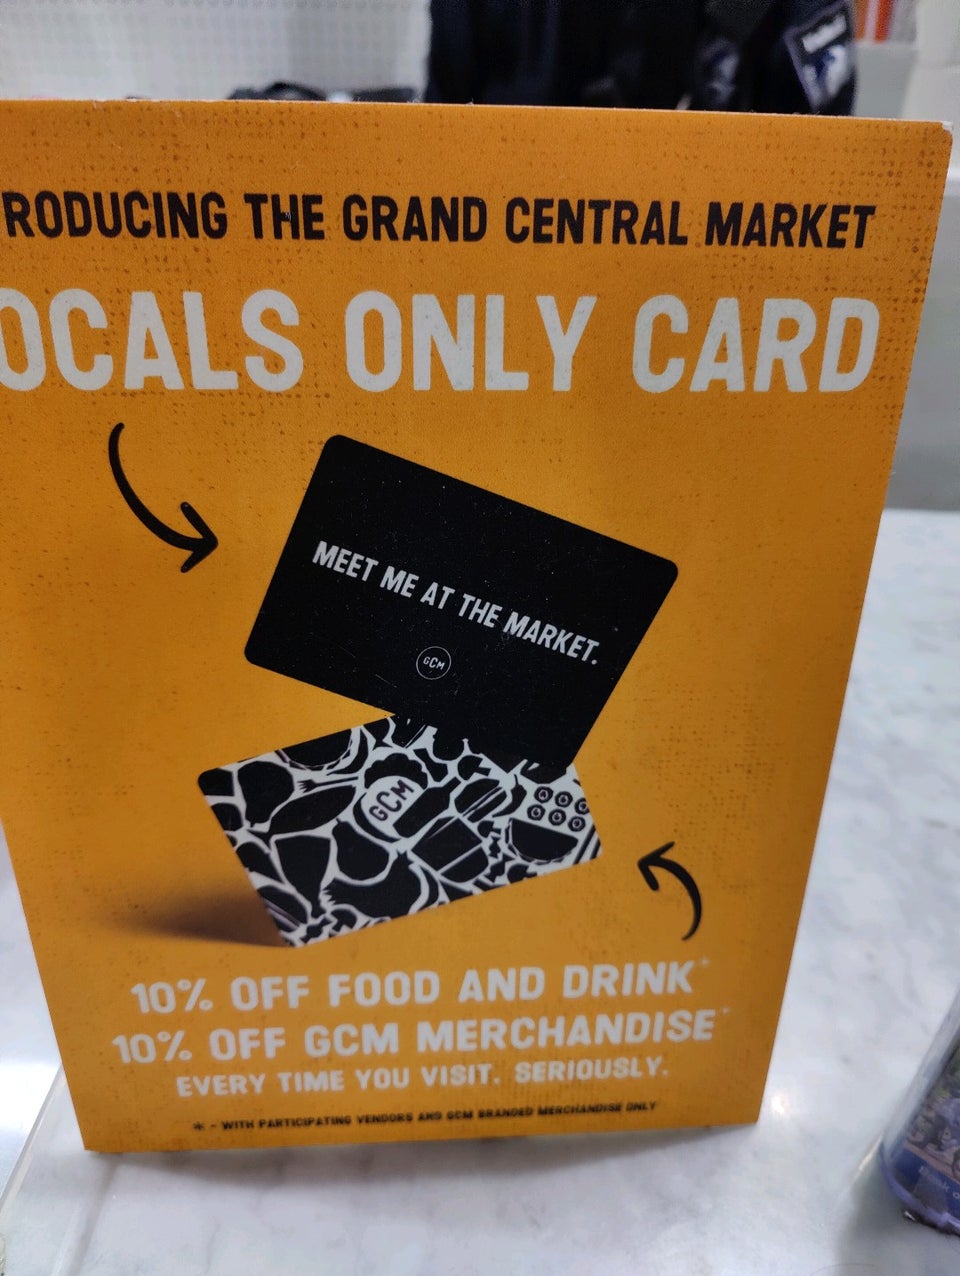 RODUCING THE GRAND CENTRAL MARKET
OCALS ONLY CARD
MEET ME AT THE MARKET.
GCM
GCM
10% OFF FOOD AND DRINK*
10% OFF GCM MERCHANDISE*
EVERY TIME YOU VISIT. SERIOUSLY.
* - WITH PARTICIPATING VENDORS AND GCM BRANDED MERCHANDISE ONLY